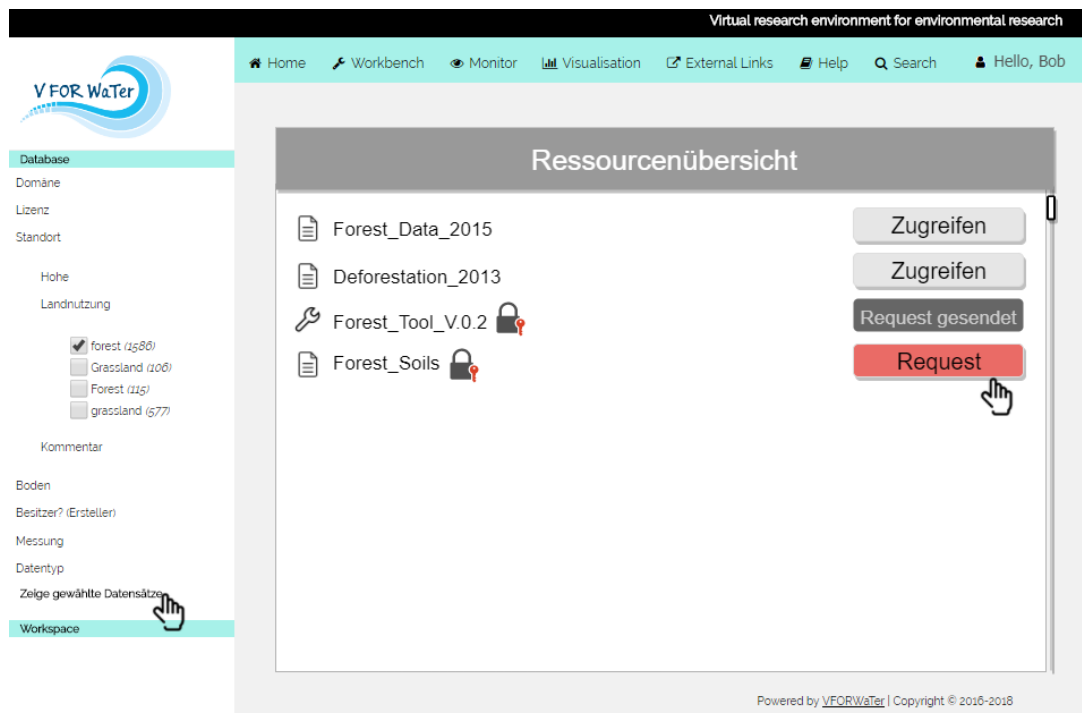 Virtual research environment for environmental research
Home Workbench Monitor Visualisation External Links Help Search Hello, Bob
V FOR WaTer
Database
Domäne
Lizenz
Standort
Hohe
Landnutzung
forest (1586)
Grassland (106)
Forest (115)
grassland (577)
Kommentar
Boden
Besitzer? (Ersteller)
Messung
Datentyp
Zeige gewählte Datensätze
Workspace
Ressourcenübersicht
Forest_Data_2015 Zugreifen
Deforestation_2013 Zugreifen
Forest_Tool_V.0.2 Request gesendet
Forest_Soils Request
Powered by VFORWaTer | Copyright © 2016-2018